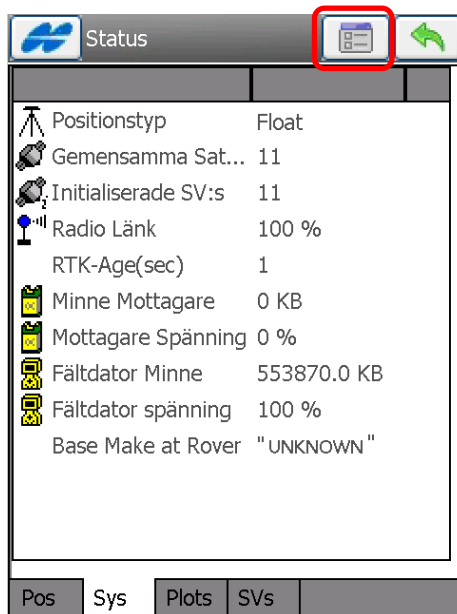 Status
Positionstyp Float
Gemensamma Sat... 11
Initialiserade SV:s 11
Radio Länk 100 %
RTK-Age(sec) 1
Minne Mottagare 0 KB
Mottagare Spänning 0 %
Fältdator Minne 553870.0 KB
Fältdator spänning 100 %
Base Make at Rover "UNKNOWN"
Pos Sys Plots SVs